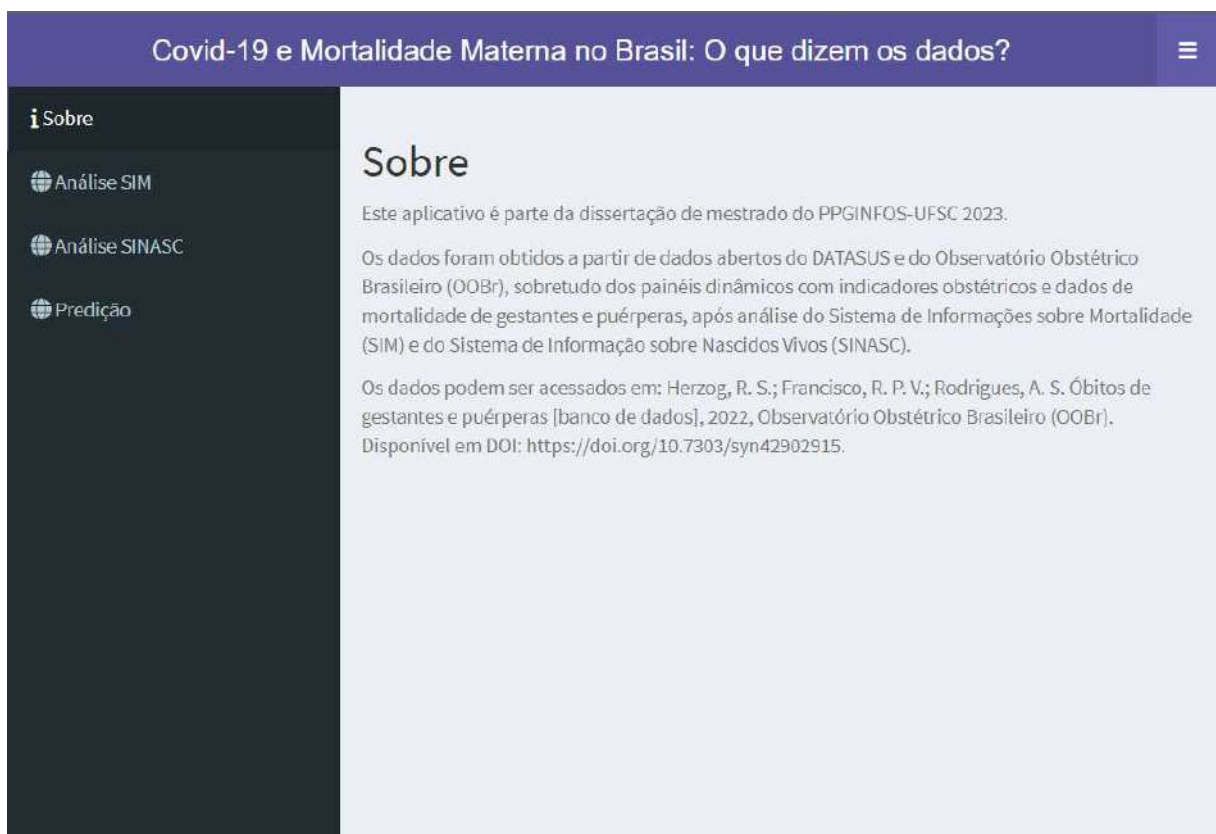 Covid-19 e Mortalidade Materna no Brasil: O que dizem os dados?
Sobre
Análise SIM
Análise SINASC
Predição
Sobre
Este aplicativo é parte da dissertação de mestrado do PPGINFOS-UFSC 2023.
Os dados foram obtidos a partir de dados abertos do DATASUS e do Observatório Obstétrico
Brasileiro (OOBr), sobretudo dos painéis dinâmicos com indicadores obstétricos e dados de
mortalidade de gestantes e puérperas, após análise do Sistema de Informações sobre Mortalidade
(SIM) e do Sistema de Informação sobre Nascidos Vivos (SINASC).
Os dados podem ser acessados em: Herzog, R. S.; Francisco, R. P. V.; Rodrigues, A. S. Óbitos de
gestantes e puérperas [banco de dados], 2022, Observatório Obstétrico Brasileiro (OOBr).
Disponível em DOI: https://doi.org/10.7303/syn42902915.